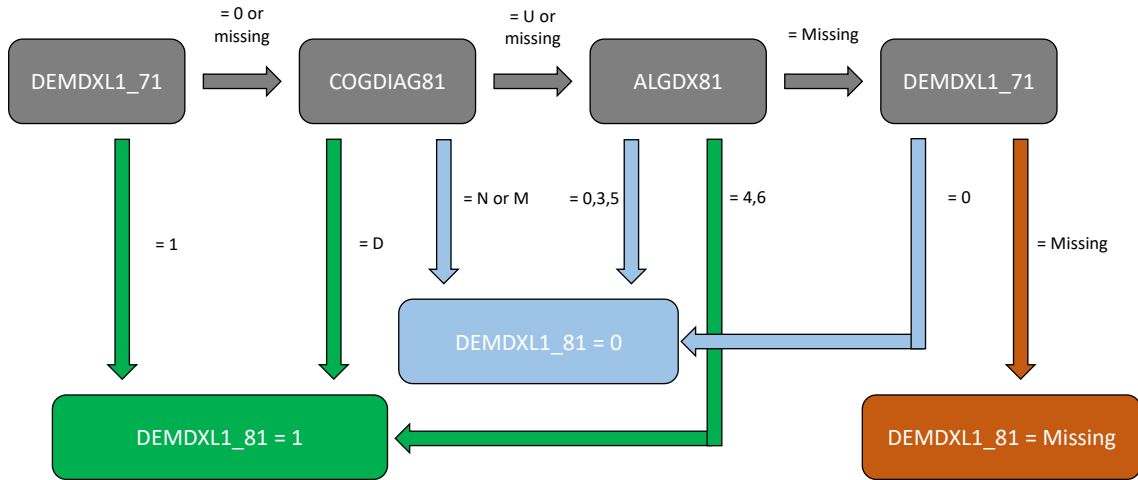 = 0 or
missing
= U or
missing
= Missing
DEMDXL1_71
COGDIAG81
ALGDX81
DEMDXL1_71
= N or M
= 0,3,5
= 4,6
= 0
= 1
= D
= Missing
DEMDXL1_81 = 0
DEMDXL1_81 = 1
DEMDXL1_81 = Missing